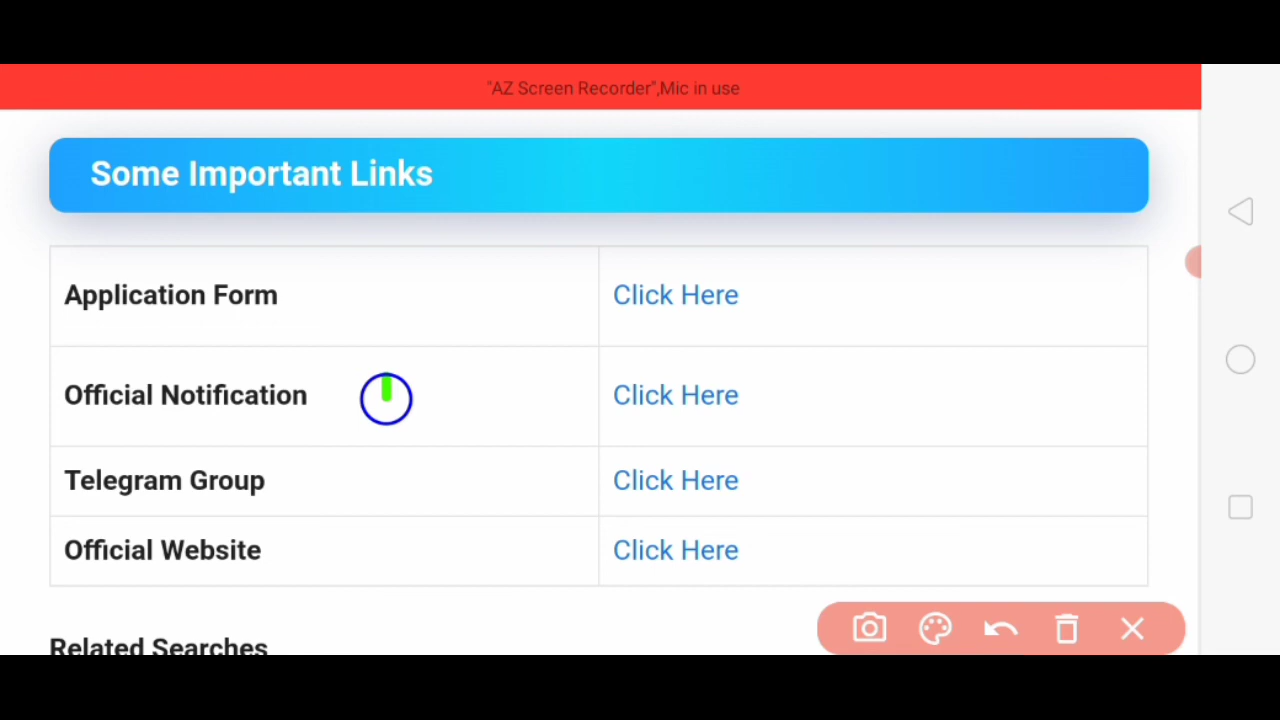 "AZ Screen Recorder",Mic in use
Some Important Links
Application Form Click Here
Official Notification Click Here
Telegram Group Click Here
Official Website Click Here
Related Searches